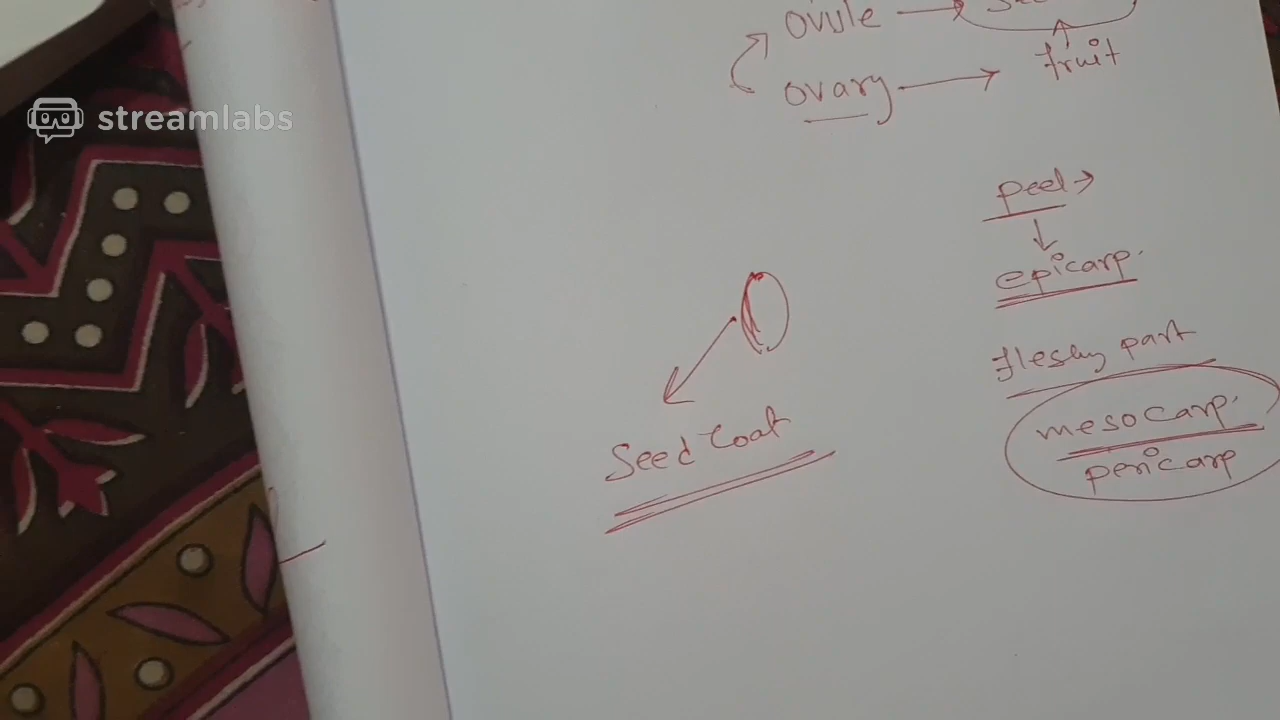 ovule →
streamlabs
fruit
ovary →
peel →
epicarp.
fleshy part
mesocarp.
Seed Coat
pericarp